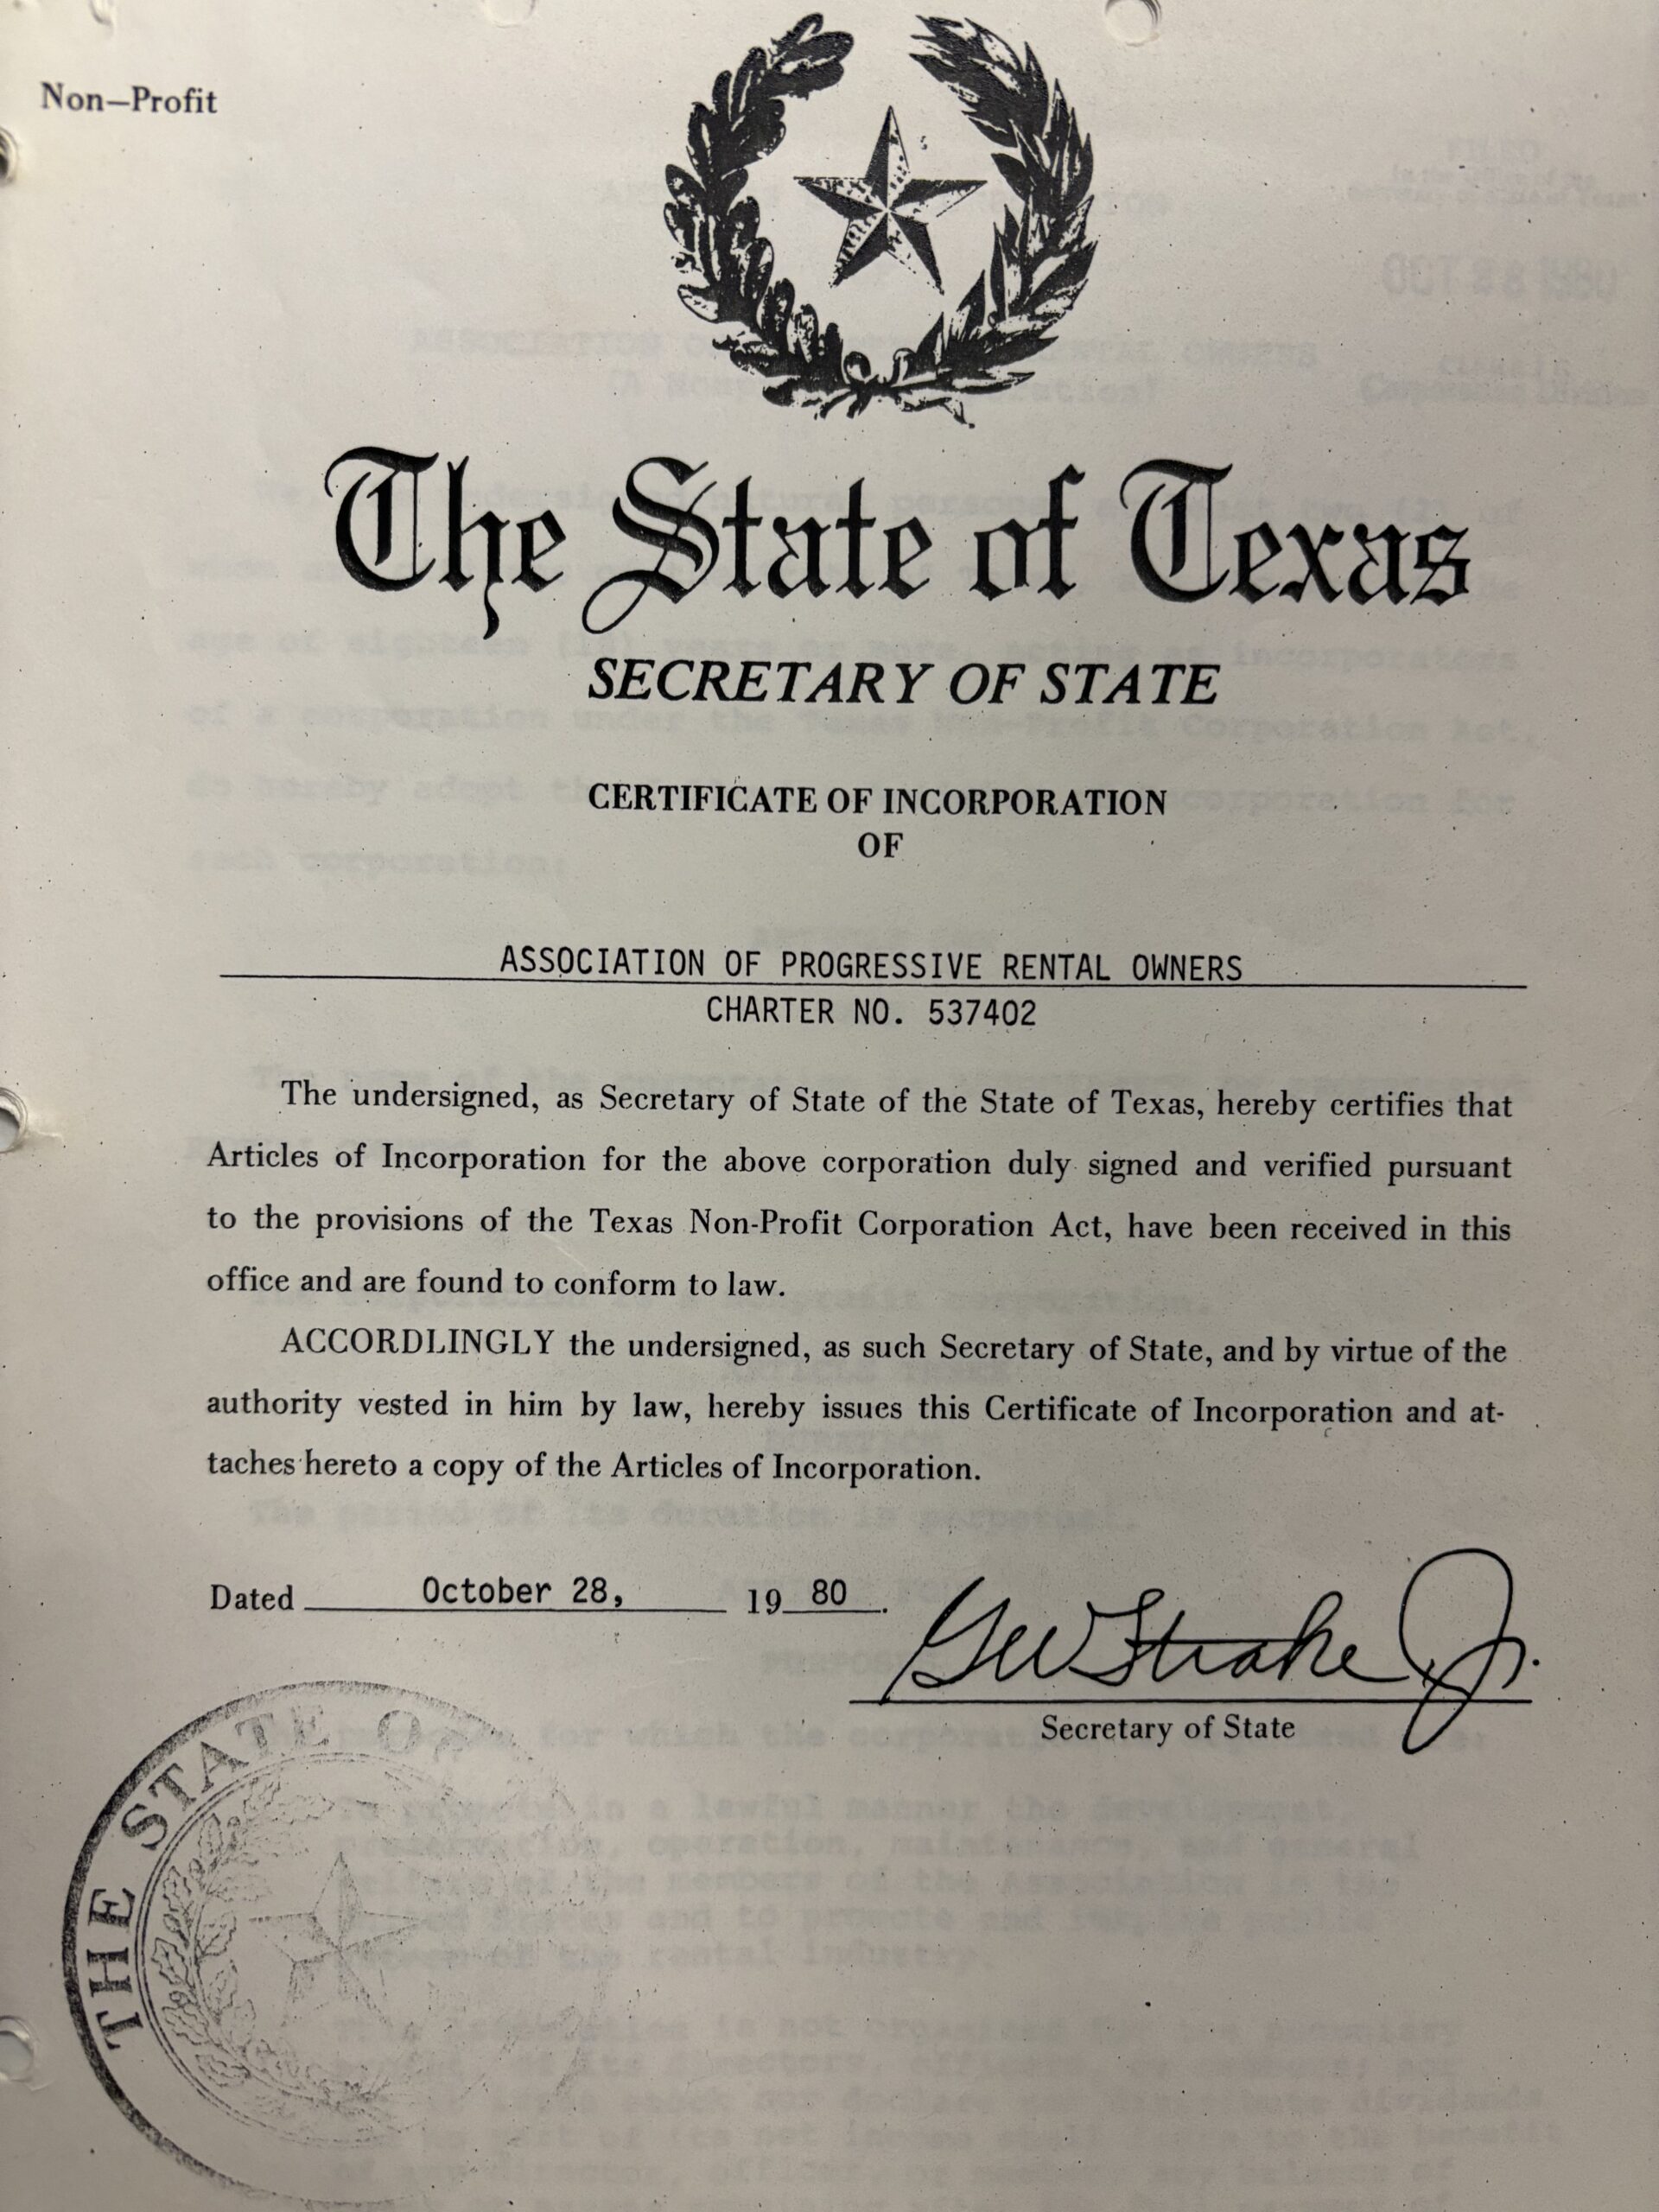 Non–Profit
The State of Texas
SECRETARY OF STATE
CERTIFICATE OF INCORPORATION
OF
ASSOCIATION OF PROGRESSIVE RENTAL OWNERS
CHARTER NO. 537402
The undersigned, as Secretary of State of the State of Texas, hereby certifies that
Articles of Incorporation for the above corporation duly signed and verified pursuant
to the provisions of the Texas Non-Profit Corporation Act, have been received in this
office and are found to conform to law.
ACCORDLINGLY the undersigned, as such Secretary of State, and by virtue of the
authority vested in him by law, hereby issues this Certificate of Incorporation and at-
taches hereto a copy of the Articles of Incorporation.
Dated October 28, 19 80.
GWStrake Jr.
Secretary of State
THE STATE O